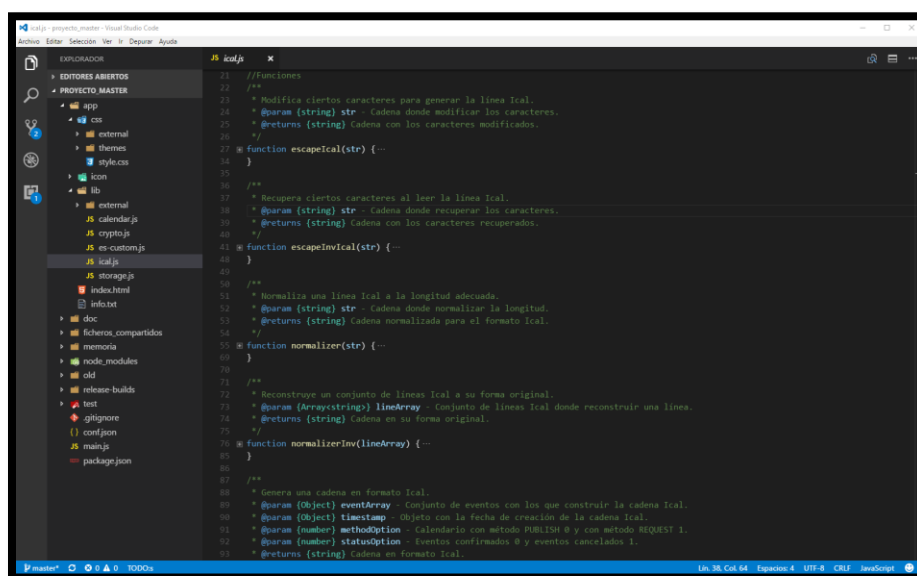 ical.js - proyecto_master - Visual Studio Code
Archivo Editar Selección Ver Ir Depurar Ayuda
EXPLORADOR
EDITORES ABIERTOS
PROYECTO_MASTER
app
css
external
themes
style.css
icon
lib
external
JS calendar.js
JS crypto.js
JS es-custom.js
JS ical.js
JS storage.js
index.html
info.txt
doc
ficheros_compartidos
memoria
node_modules
old
release-builds
test
.gitignore
{} conf.json
JS main.js
package.json
2
1
JS ical.js ×
21 //Funciones
22 /**
23 * Modifica ciertos caracteres para generar la línea Ical.
24 * @param {string} str - Cadena donde modificar los caracteres.
25 * @returns {string} Cadena con los caracteres modificados.
26 */
27 function escapeIcal(str) {…
34 }
35
36 /**
37 * Recupera ciertos caracteres al leer la línea Ical.
38 * @param {string} str - Cadena donde recuperar los caracteres.
39 * @returns {string} Cadena con los caracteres recuperados.
40 */
41 function escapeInvIcal(str) {…
48 }
49
50 /**
51 * Normaliza una línea Ical a la longitud adecuada.
52 * @param {string} str - Cadena donde normalizar la longitud.
53 * @returns {string} Cadena normalizada para el formato Ical.
54 */
55 function normalizer(str) {…
69 }
70
71 /**
72 * Reconstruye un conjunto de líneas Ical a su forma original.
73 * @param {Array<string>} lineArray - Conjunto de líneas Ical donde reconstruir una línea.
74 * @returns {string} Cadena en su forma original.
75 */
76 function normalizerInv(lineArray) {…
85 }
86
87 /**
88 * Genera una cadena en formato Ical.
89 * @param {Object} eventArray - Conjunto de eventos con los que construir la cadena Ical.
90 * @param {Object} timestamp - Objeto con la fecha de creación de la cadena Ical.
91 * @param {number} methodOption - Calendario con método PUBLISH 0 y con método REQUEST 1.
92 * @param {number} statusOption - Eventos confirmados 0 y eventos cancelados 1.
93 * @returns {string} Cadena en formato Ical.
master* 0 0 TODO:s
Lín. 38, Col. 64 Espacios: 4 UTF-8 CRLF JavaScript